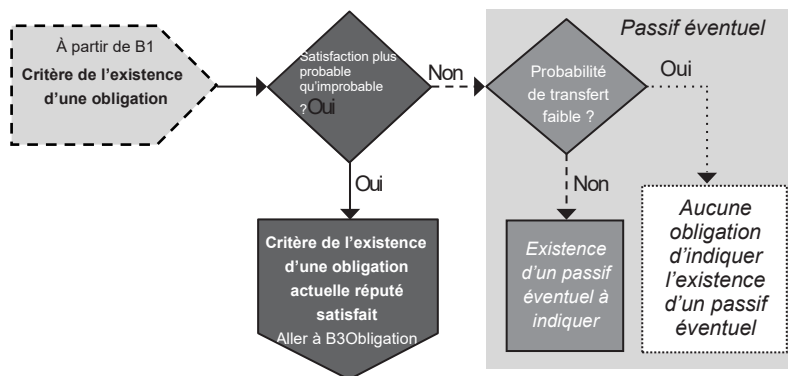 À partir de B1
Critère de l'existence
d'une obligation
Satisfaction plus
probable
qu'improbable
?Oui
Non
Oui
Critère de l'existence
d'une obligation
actuelle réputé
satisfait
Aller à B3Obligation
Passif éventuel
Probabilité
de transfert
faible ?
Oui
Non
Existence
d'un passif
éventuel à
indiquer
Aucune
obligation
d'indiquer
l'existence
d'un passif
éventuel